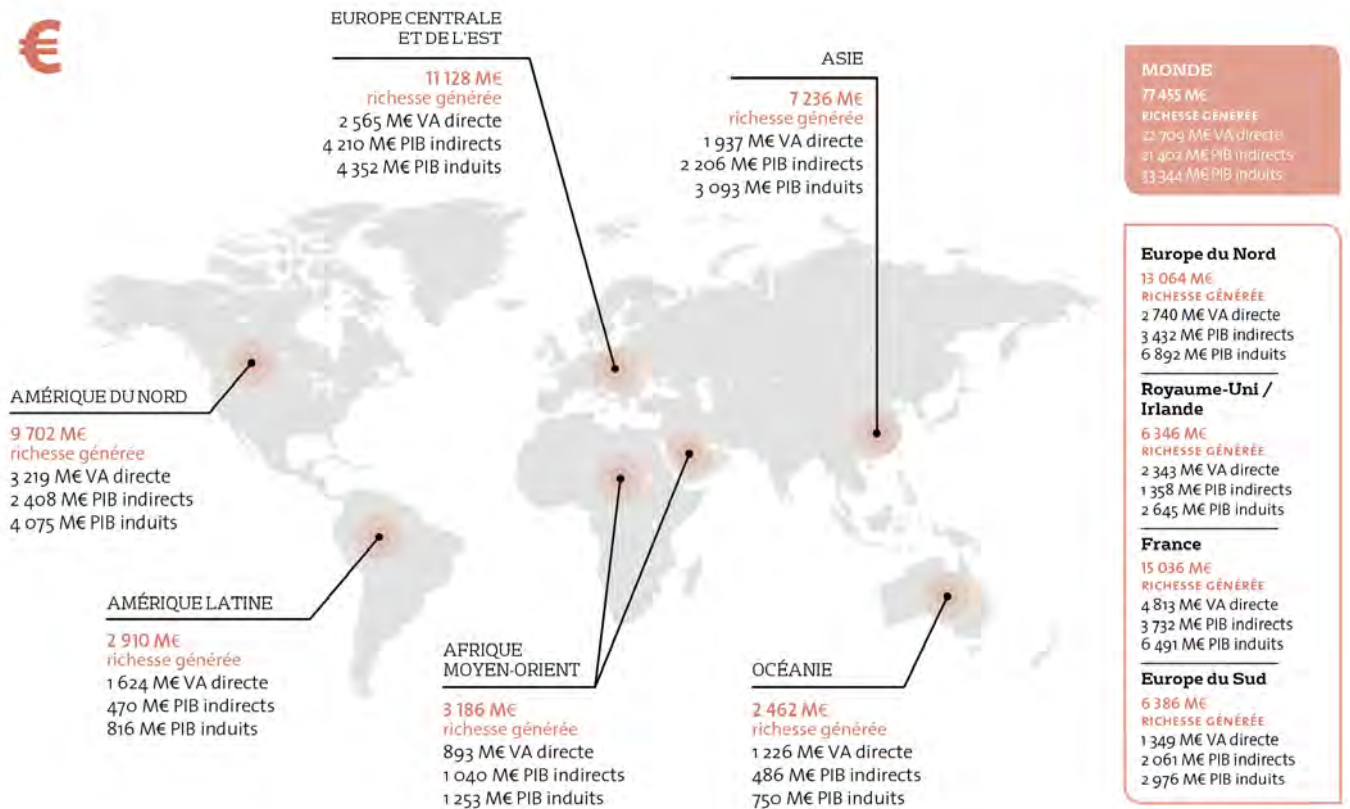 €
EUROPE CENTRALE
ET DE L'EST
11 128 M€
richesse générée
2 565 M€ VA directe
4 210 M€ PIB indirects
4 352 M€ PIB induits
ASIE
7 236 M€
richesse générée
1 937 M€ VA directe
2 206 M€ PIB indirects
3 093 M€ PIB induits
MONDE
77 455 M€
RICHESSE GÉNÉRÉE
22 709 M€ VA directe
21 402 M€ PIB indirects
33 344 M€ PIB induits
AMÉRIQUE DU NORD
9 702 M€
richesse générée
3 219 M€ VA directe
2 408 M€ PIB indirects
4 075 M€ PIB induits
AMÉRIQUE LATINE
2 910 M€
richesse générée
1 624 M€ VA directe
470 M€ PIB indirects
816 M€ PIB induits
AFRIQUE
MOYEN-ORIENT
3 186 M€
richesse générée
893 M€ VA directe
1 040 M€ PIB indirects
1 253 M€ PIB induits
OCÉANIE
2 462 M€
richesse générée
1 226 M€ VA directe
486 M€ PIB indirects
750 M€ PIB induits
Europe du Nord
13 064 M€
RICHESSE GÉNÉRÉE
2 740 M€ VA directe
3 432 M€ PIB indirects
6 892 M€ PIB induits
Royaume-Uni /
Irlande
6 346 M€
RICHESSE GÉNÉRÉE
2 343 M€ VA directe
1 358 M€ PIB indirects
2 645 M€ PIB induits
France
15 036 M€
RICHESSE GÉNÉRÉE
4 813 M€ VA directe
3 732 M€ PIB indirects
6 491 M€ PIB induits
Europe du Sud
6 386 M€
RICHESSE GÉNÉRÉE
1 349 M€ VA directe
2 061 M€ PIB indirects
2 976 M€ PIB induits